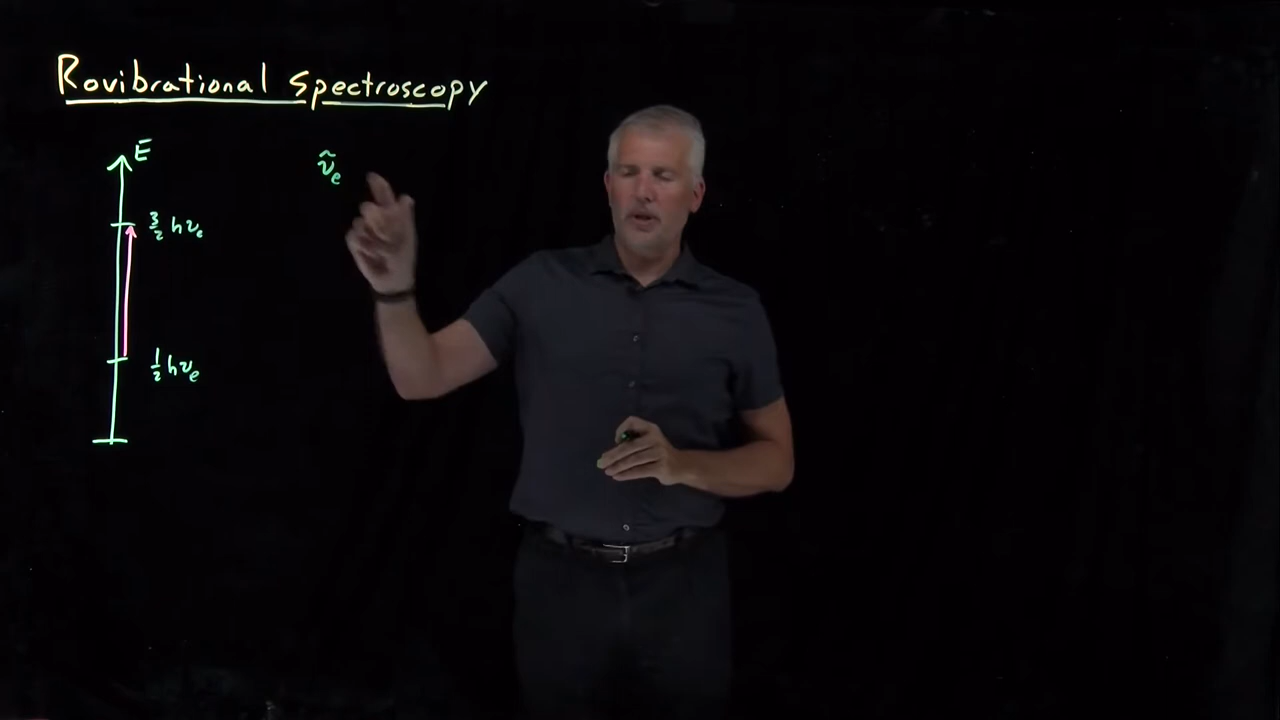 Rovibrational Spectroscopy
E
ν̃ₑ
3/2 hνₑ
1/2 hνₑ